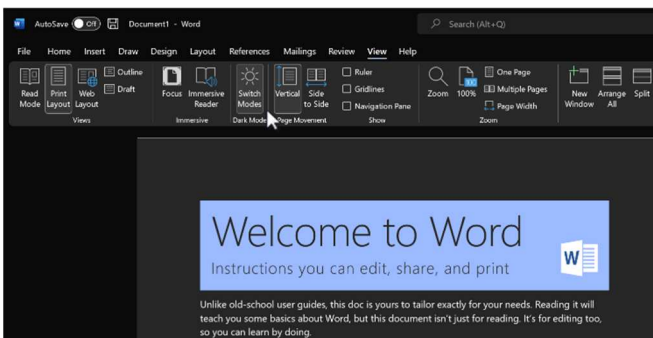 AutoSave Off Document1 - Word Search (Alt+Q)
File Home Insert Draw Design Layout References Mailings Review View Help
Read Mode
Print Layout
Web Layout
Outline
Draft
Views
Focus
Immersive Reader
Immersive
Switch Modes
Dark Mode
Vertical
Side to Side
Page Movement
Ruler
Gridlines
Navigation Pane
Show
Zoom
100%
One Page
Multiple Pages
Page Width
Zoom
New Window
Arrange All
Split
Welcome to Word
Instructions you can edit, share, and print
W
Unlike old-school user guides, this doc is yours to tailor exactly for your needs. Reading it will
teach you some basics about Word, but this document isn't just for reading. It's for editing too,
so you can learn by doing.